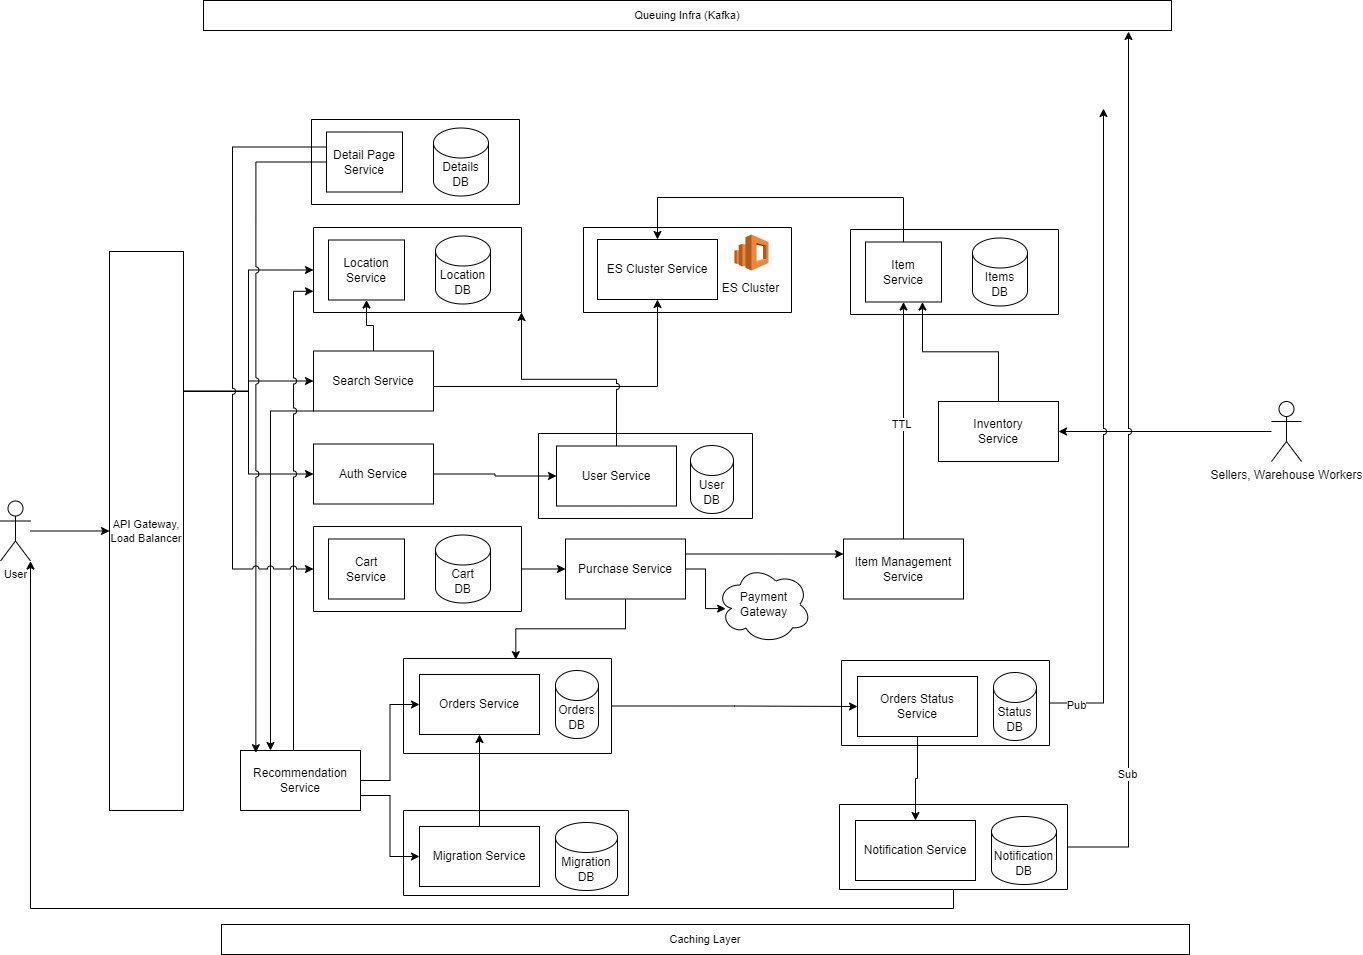 Queuing Infra (Kafka)
Detail Page
Service
Details
DB
Location
Service
Location
DB
ES Cluster Service
ES Cluster
Item
Service
Items
DB
Search Service
TTL
Inventory
Service
Sellers, Warehouse Workers
Auth Service
User Service
User
DB
API Gateway,
Load Balancer
User
Cart
Service
Cart
DB
Purchase Service
Item Management
Service
Payment
Gateway
Orders Service
Orders
DB
Orders Status
Service
Status
DB
Pub
Recommendation
Service
Sub
Migration Service
Migration
DB
Notification Service
Notification
DB
Caching Layer